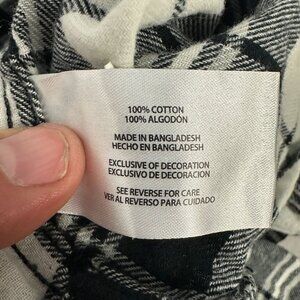 100% COTTON
100% ALGODÓN
MADE IN BANGLADESH
HECHO EN BANGLADESH
EXCLUSIVE OF DECORATION
EXCLUSIVO DE DECORACION
SEE REVERSE FOR CARE
VER AL REVERSO PARA CUIDADO